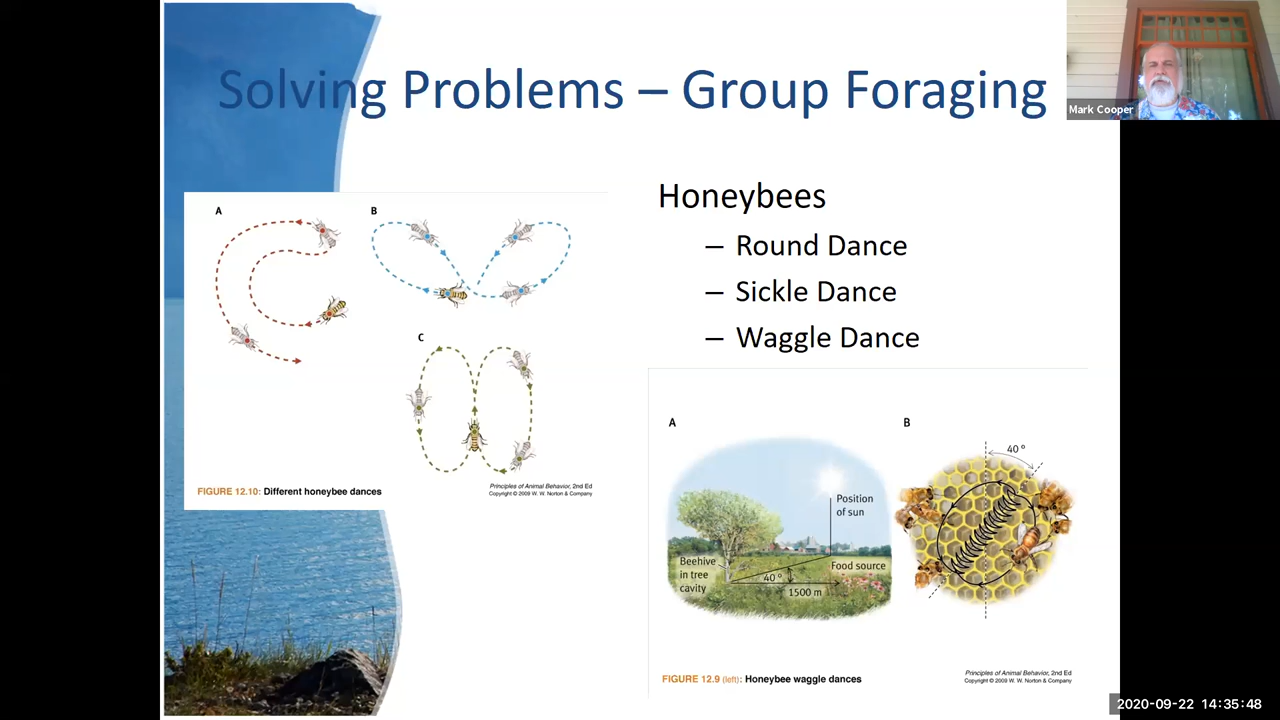 Solving Problems – Group Foraging
Mark Cooper
A
B
C
FIGURE 12.10: Different honeybee dances
Principles of Animal Behavior, 2nd Ed
Copyright © 2009 W. W. Norton & Company
Honeybees
– Round Dance
– Sickle Dance
– Waggle Dance
A
Position
of sun
Beehive
in tree
cavity
40°
1500 m
Food source
B
40°
FIGURE 12.9 (left): Honeybee waggle dances
Principles of Animal Behavior, 2nd Ed
Copyright © 2009 W. W. Norton & Company
2020-09-22 14:35:48